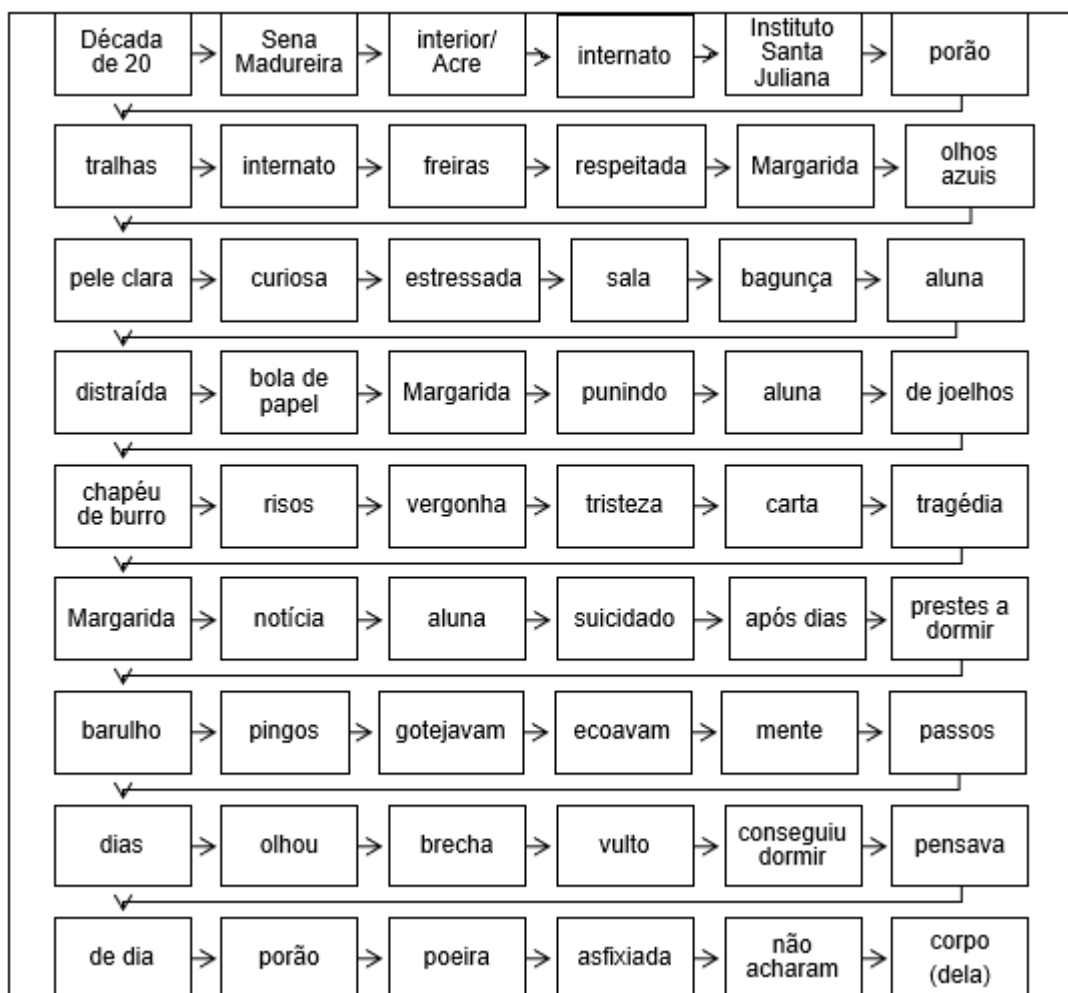 Década de 20
Sena Madureira
interior/ Acre
internato
Instituto Santa Juliana
porão
tralhas
internato
freiras
respeitada
Margarida
olhos azuis
pele clara
curiosa
estressada
sala
bagunça
aluna
distraída
bola de papel
Margarida
punindo
aluna
de joelhos
chapéu de burro
risos
vergonha
tristeza
carta
tragédia
Margarida
notícia
aluna
suicidado
após dias
prestes a dormir
barulho
pingos
gotejavam
ecoavam
mente
passos
dias
olhou
brecha
vulto
conseguiu dormir
pensava
de dia
porão
poeira
asfixiada
não acharam
corpo (dela)